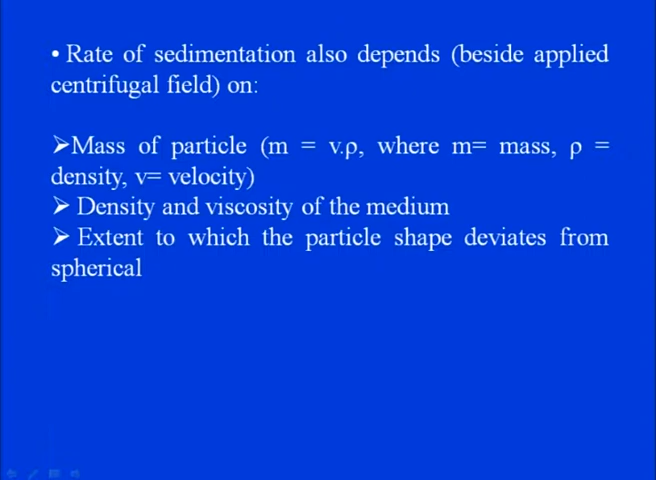 • Rate of sedimentation also depends (beside applied
centrifugal field) on:
➢Mass of particle (m = v.ρ, where m= mass, ρ =
density, v= velocity)
➢ Density and viscosity of the medium
➢ Extent to which the particle shape deviates from
spherical